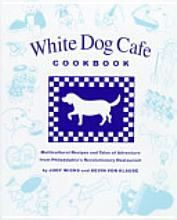 White Dog Cafe
COOKBOOK
Multicultural Recipes and Tales of Adventure
from Philadelphia's Revolutionary Restaurant
by JUDY WICKS and KEVIN VON KLAUSE